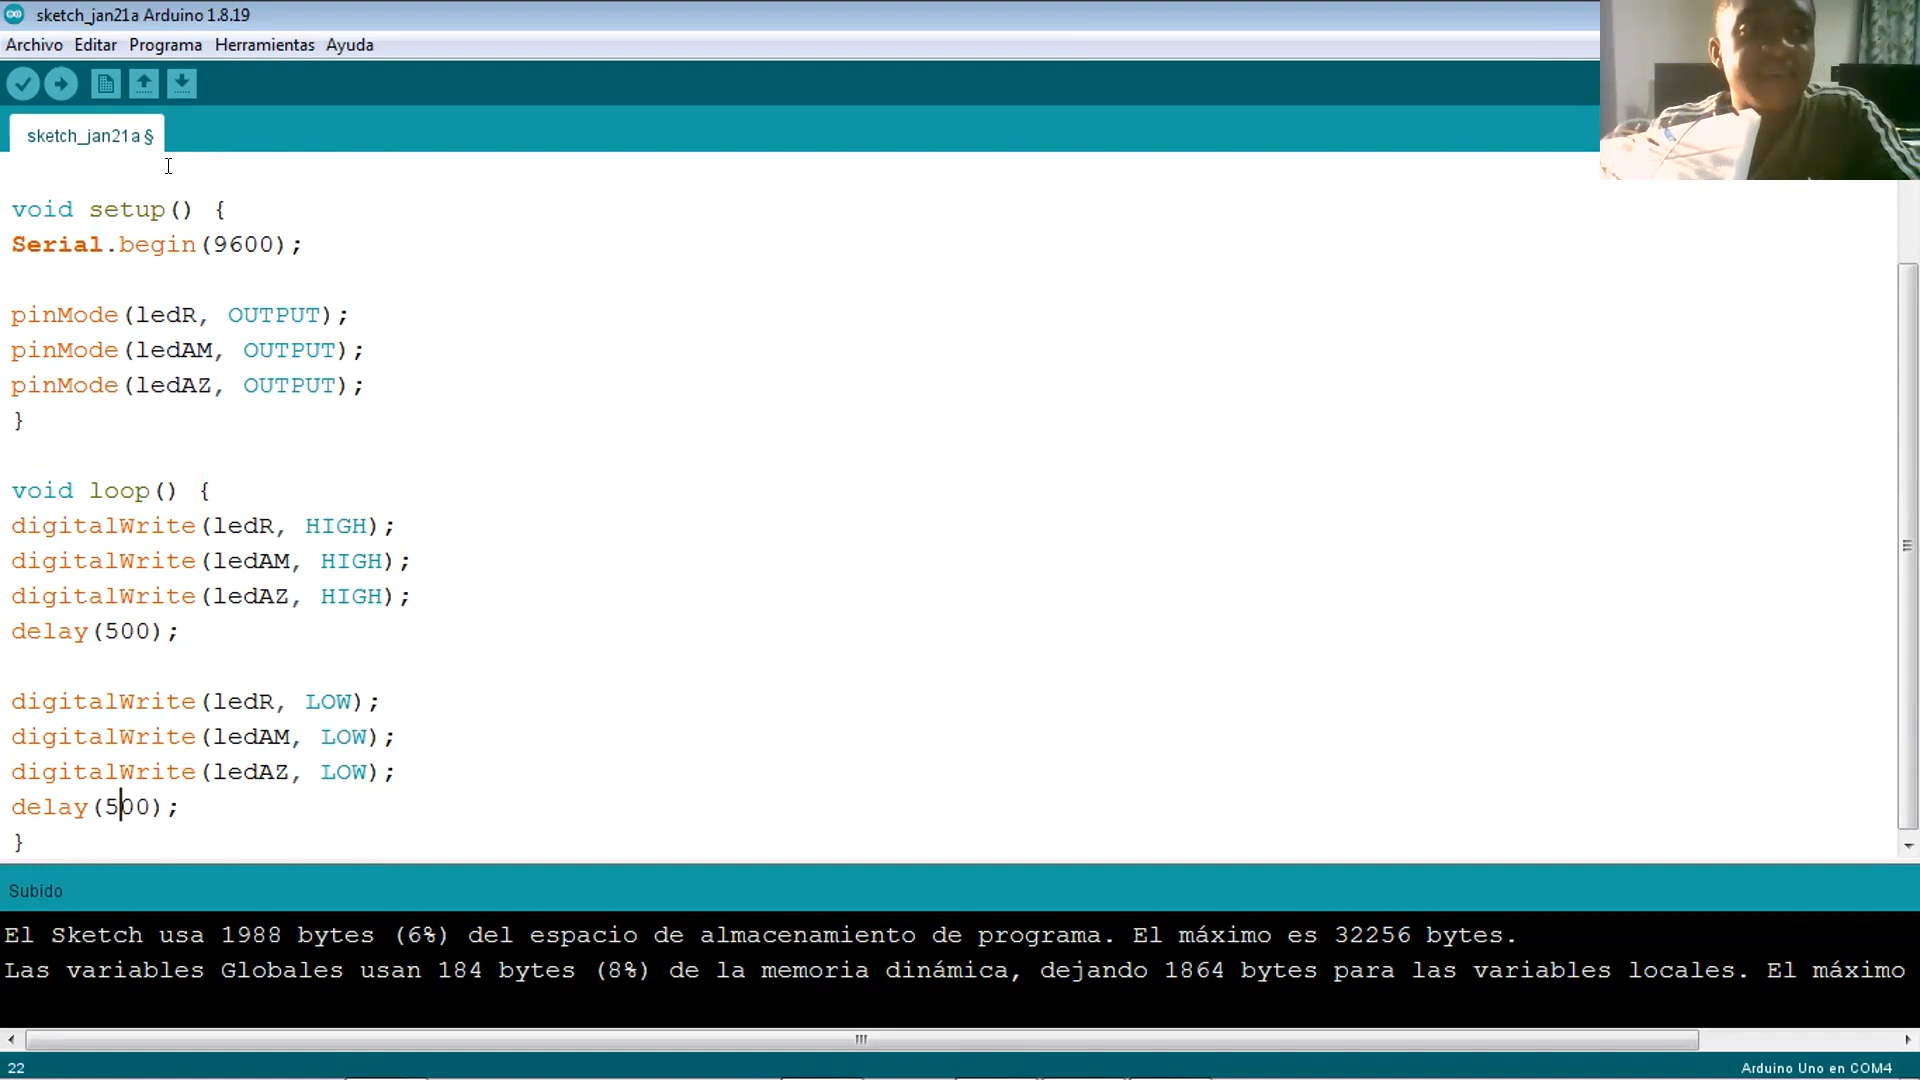 sketch_jan21a Arduino 1.8.19
Archivo Editar Programa Herramientas Ayuda
sketch_jan21a §
void setup() {
Serial.begin(9600);
pinMode(ledR, OUTPUT);
pinMode(ledAM, OUTPUT);
pinMode(ledAZ, OUTPUT);
}
void loop() {
digitalWrite(ledR, HIGH);
digitalWrite(ledAM, HIGH);
digitalWrite(ledAZ, HIGH);
delay(500);
digitalWrite(ledR, LOW);
digitalWrite(ledAM, LOW);
digitalWrite(ledAZ, LOW);
delay(500);
}
Subido
El Sketch usa 1988 bytes (6%) del espacio de almacenamiento de programa. El máximo es 32256 bytes.
Las variables Globales usan 184 bytes (8%) de la memoria dinámica, dejando 1864 bytes para las variables locales. El máximo
22
Arduino Uno en COM4